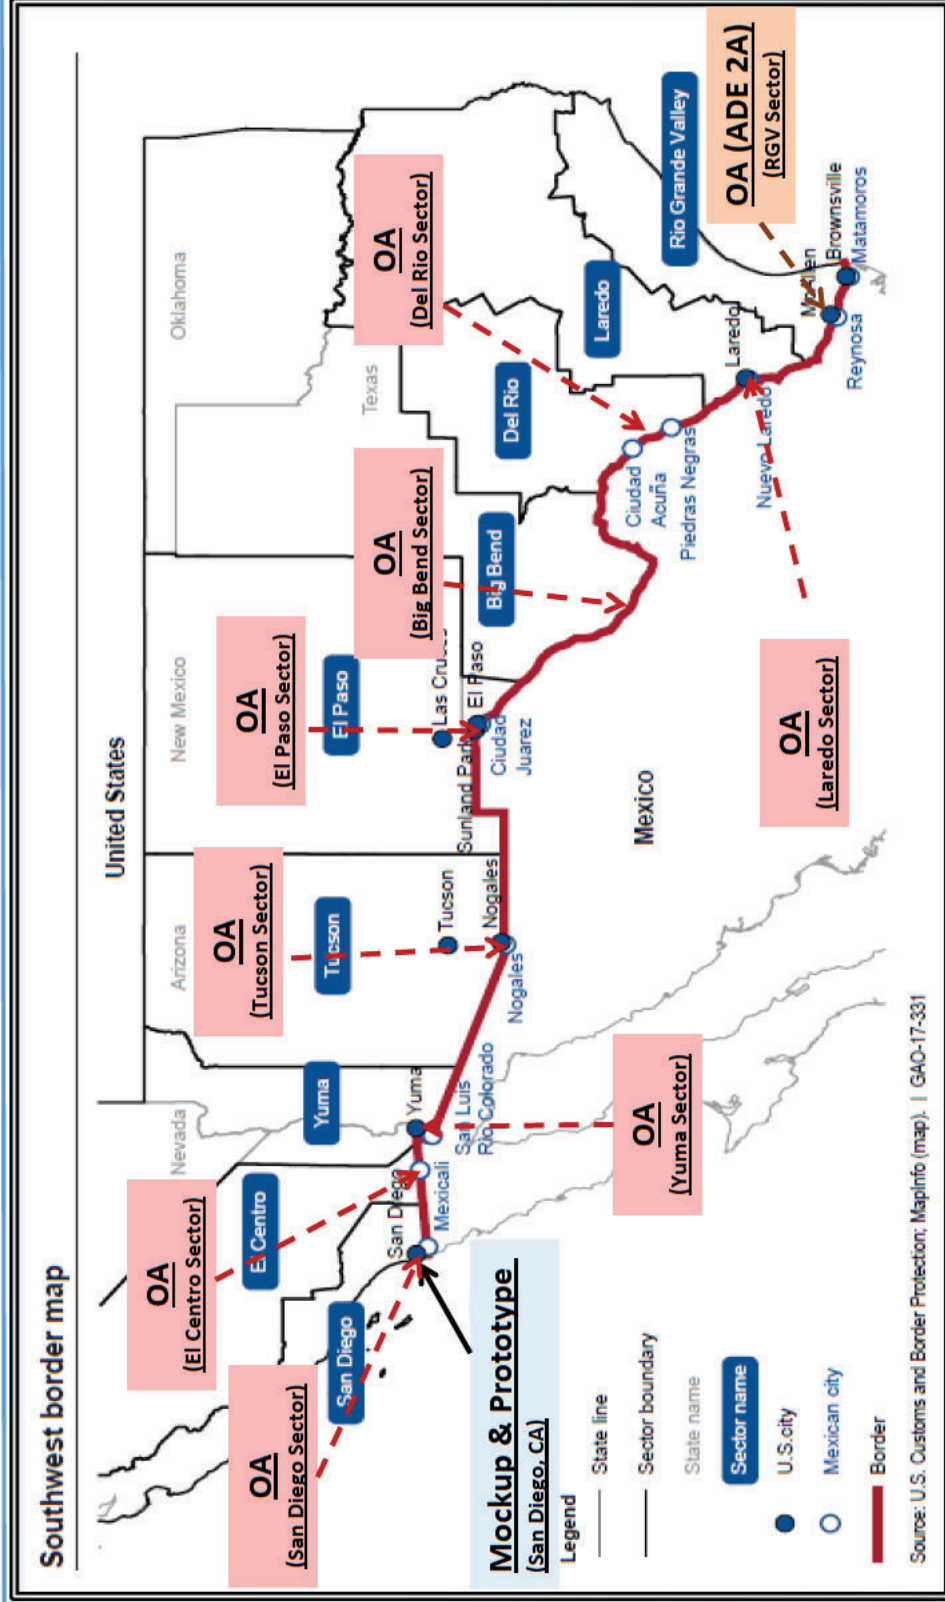 Southwest border map
United States
Nevada
Arizona
New Mexico
Oklahoma
Texas
OA
(El Centro Sector)
OA
(San Diego Sector)
OA
(Tucson Sector)
OA
(El Paso Sector)
OA
(Big Bend Sector)
OA
(Del Rio Sector)
San Diego
El Centro
Yuma
Tucson
El Paso
Big Bend
Del Rio
Laredo
Rio Grande Valley
OA (ADE 2A)
(RGV Sector)
San Diego
Mexicali
Yuma
San Luis
Rio Colorado
Tucson
Nogales
Nogales
Las Cruces
Sunland Park
El Paso
Ciudad
Juarez
Ciudad
Acuña
Piedras Negras
Laredo
Nuevo Laredo
McAllen
Reynosa
Brownsville
Matamoros
Mexico
OA
(Yuma Sector)
OA
(Laredo Sector)
Mockup & Prototype
(San Diego, CA)
Legend
State line
Sector boundary
State name
Sector name
U.S.city
Mexican city
Border
Source: U.S. Customs and Border Protection; MapInfo (map). | GAO-17-331